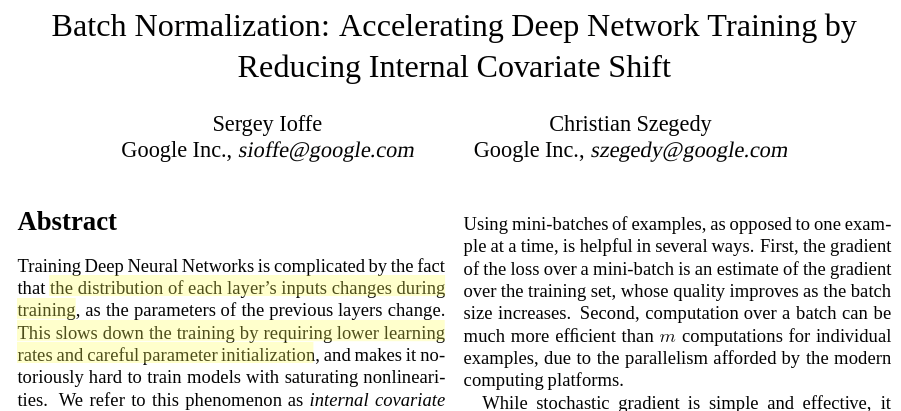 Batch Normalization: Accelerating Deep Network Training by
Reducing Internal Covariate Shift
Sergey Ioffe
Google Inc., sioffe@google.com
Christian Szegedy
Google Inc., szegedy@google.com
Abstract
Training Deep Neural Networks is complicated by the fact
that the distribution of each layer's inputs changes during
training, as the parameters of the previous layers change.
This slows down the training by requiring lower learning
rates and careful parameter initialization, and makes it no-
toriously hard to train models with saturating nonlineari-
ties. We refer to this phenomenon as internal covariate
Using mini-batches of examples, as opposed to one exam-
ple at a time, is helpful in several ways. First, the gradient
of the loss over a mini-batch is an estimate of the gradient
over the training set, whose quality improves as the batch
size increases. Second, computation over a batch can be
much more efficient than m computations for individual
examples, due to the parallelism afforded by the modern
computing platforms.
While stochastic gradient is simple and effective, it